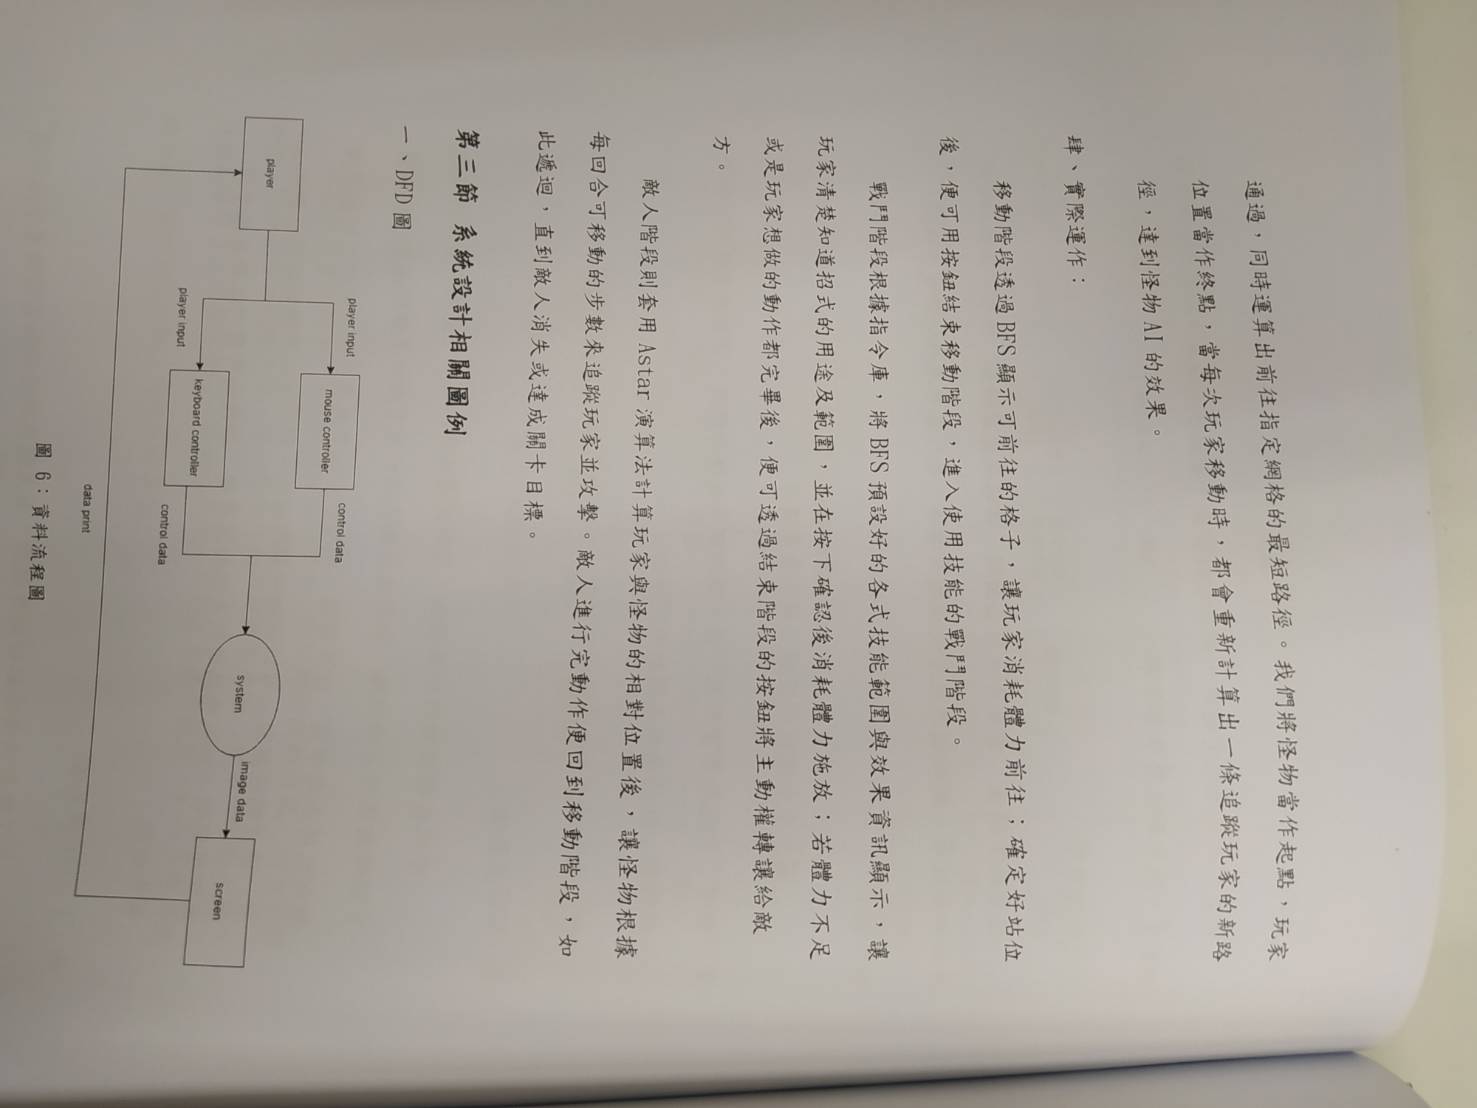 通過，同時運算出前往指定網格的最短路徑。我們將怪物當作起點，玩家
位置當作終點，當每次玩家移動時，都會重新計算出一條追蹤玩家的新路
徑，達到怪物 AI 的效果。
肆、實際運作：
移動階段透過 BFS 顯示可前往的格子，讓玩家消耗體力前往；確定好站位
後，便可用按鈕結束移動階段，進入使用技能的戰鬥階段。
戰鬥階段根據指令庫，將 BFS 預設好的各式技能範圍與效果資訊顯示，讓
玩家清楚知道招式的用途及範圍，並在按下確認後消耗體力施放；若體力不足
或是玩家想做的動作都完畢後，便可透過結束階段的按鈕將主動權轉讓給敵
方。
敵人階段則套用 Astar 演算法計算玩家與怪物的相對位置後，讓怪物根據
每回合可移動的步數來追蹤玩家並攻擊。敵人進行完動作便回到移動階段，如
此遞迴，直到敵人消失或達成關卡目標。
第三節 系統設計相關圖例
一、DFD 圖
player input
mouse controller
control data
player
system
image data
screen
keyboard controller
player input
control data
data print
圖 6：資料流程圖